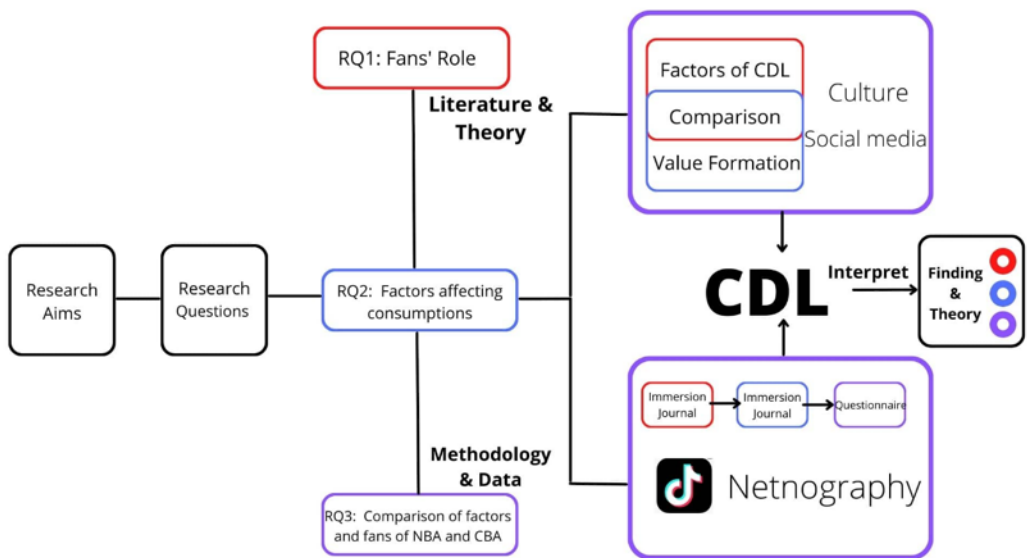 RQ1: Fans' Role
Literature &
Theory
Factors of CDL
Comparison
Value Formation
Culture
Social media
Research
Aims
Research
Questions
RQ2: Factors affecting
consumptions
CDL
Interpret
Finding
&
Theory
Methodology
& Data
RQ3: Comparison of factors
and fans of NBA and CBA
Immersion
Journal
Immersion
Journal
Questionnaire
Netnography